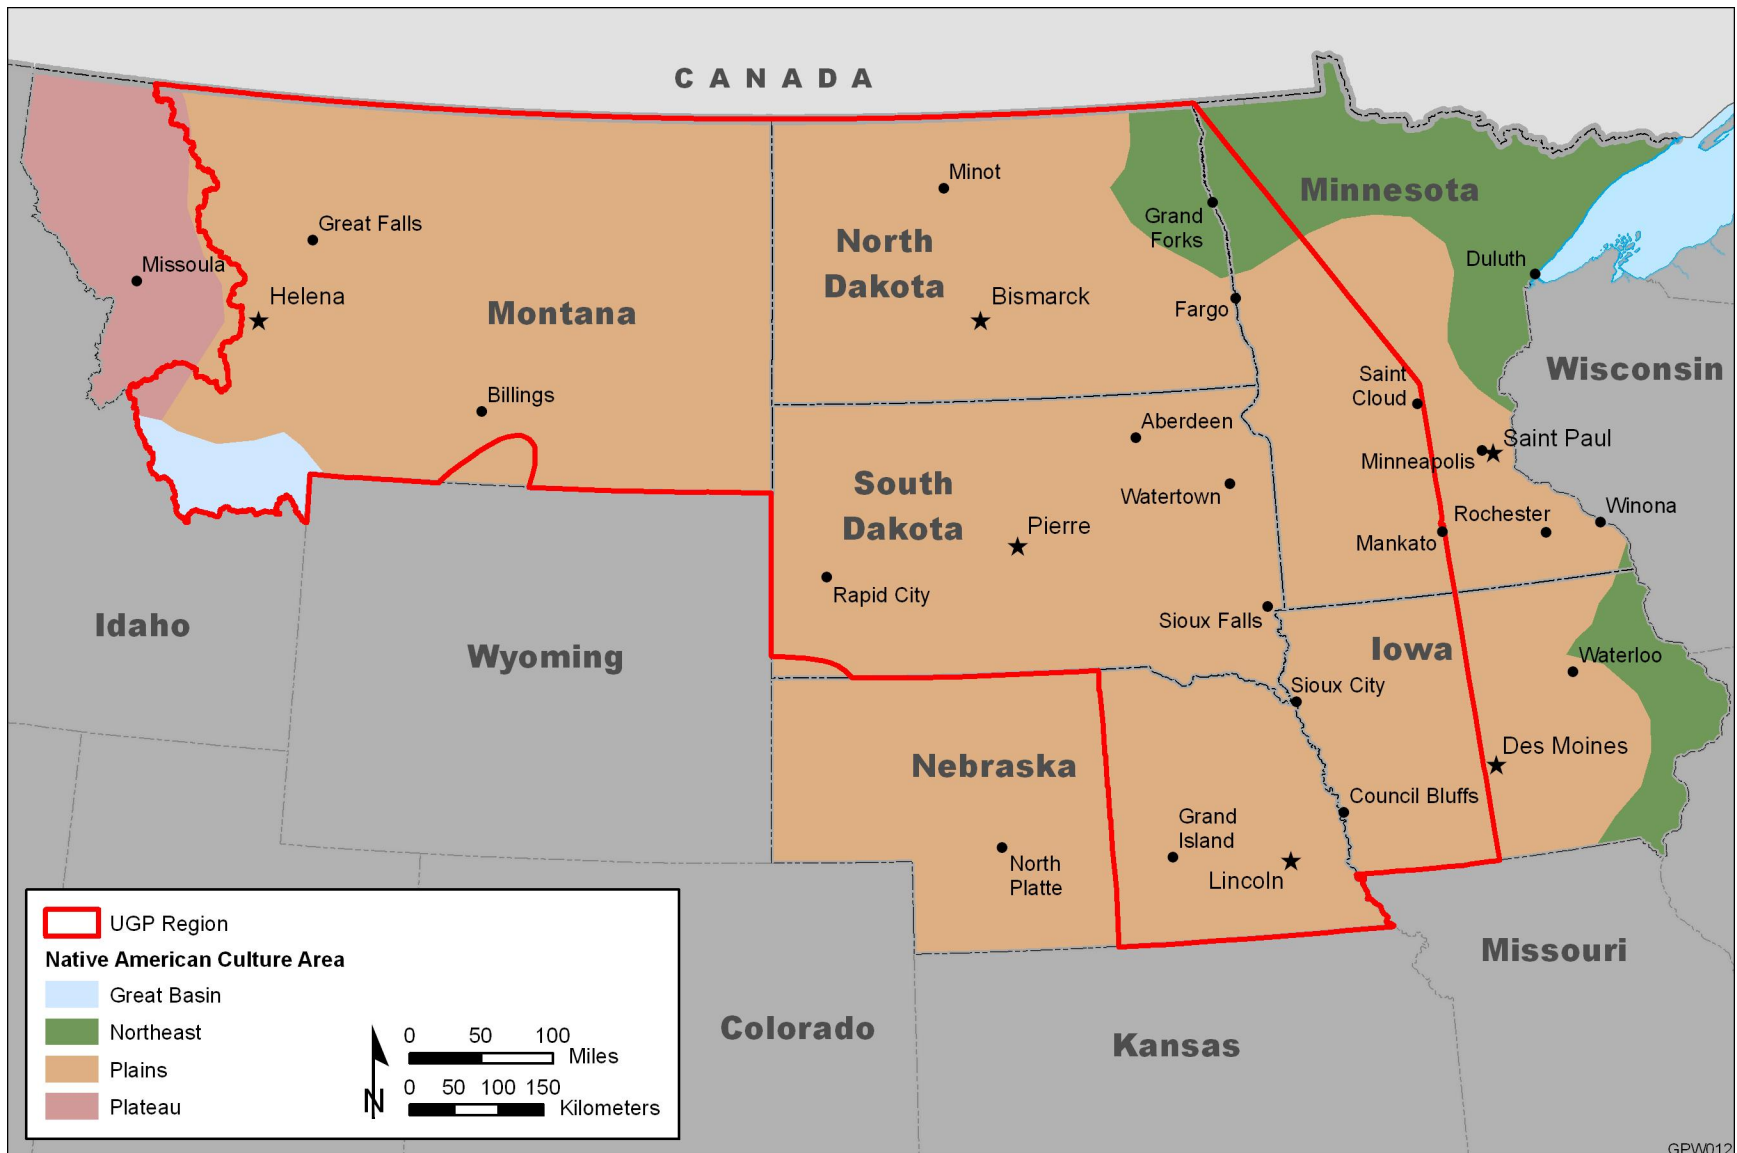 C A N A D A
Minot
Minnesota
Great Falls
Grand
Forks
North
Dakota
Missoula
Duluth
Helena
Bismarck
Montana
Fargo
Wisconsin
Saint
Cloud
Billings
Aberdeen
Saint Paul
Minneapolis
South
Dakota
Watertown
Winona
Rochester
Pierre
Mankato
Rapid City
Idaho
Sioux Falls
Wyoming
Iowa
Waterloo
Sioux City
Nebraska
Des Moines
Council Bluffs
Grand
Island
North
Platte
Lincoln
UGP Region
Missouri
Native American Culture Area
Great Basin
Northeast
Plains
Plateau
0 50 100
Miles
0 50 100 150
Kilometers
N
Colorado
Kansas
GPW012